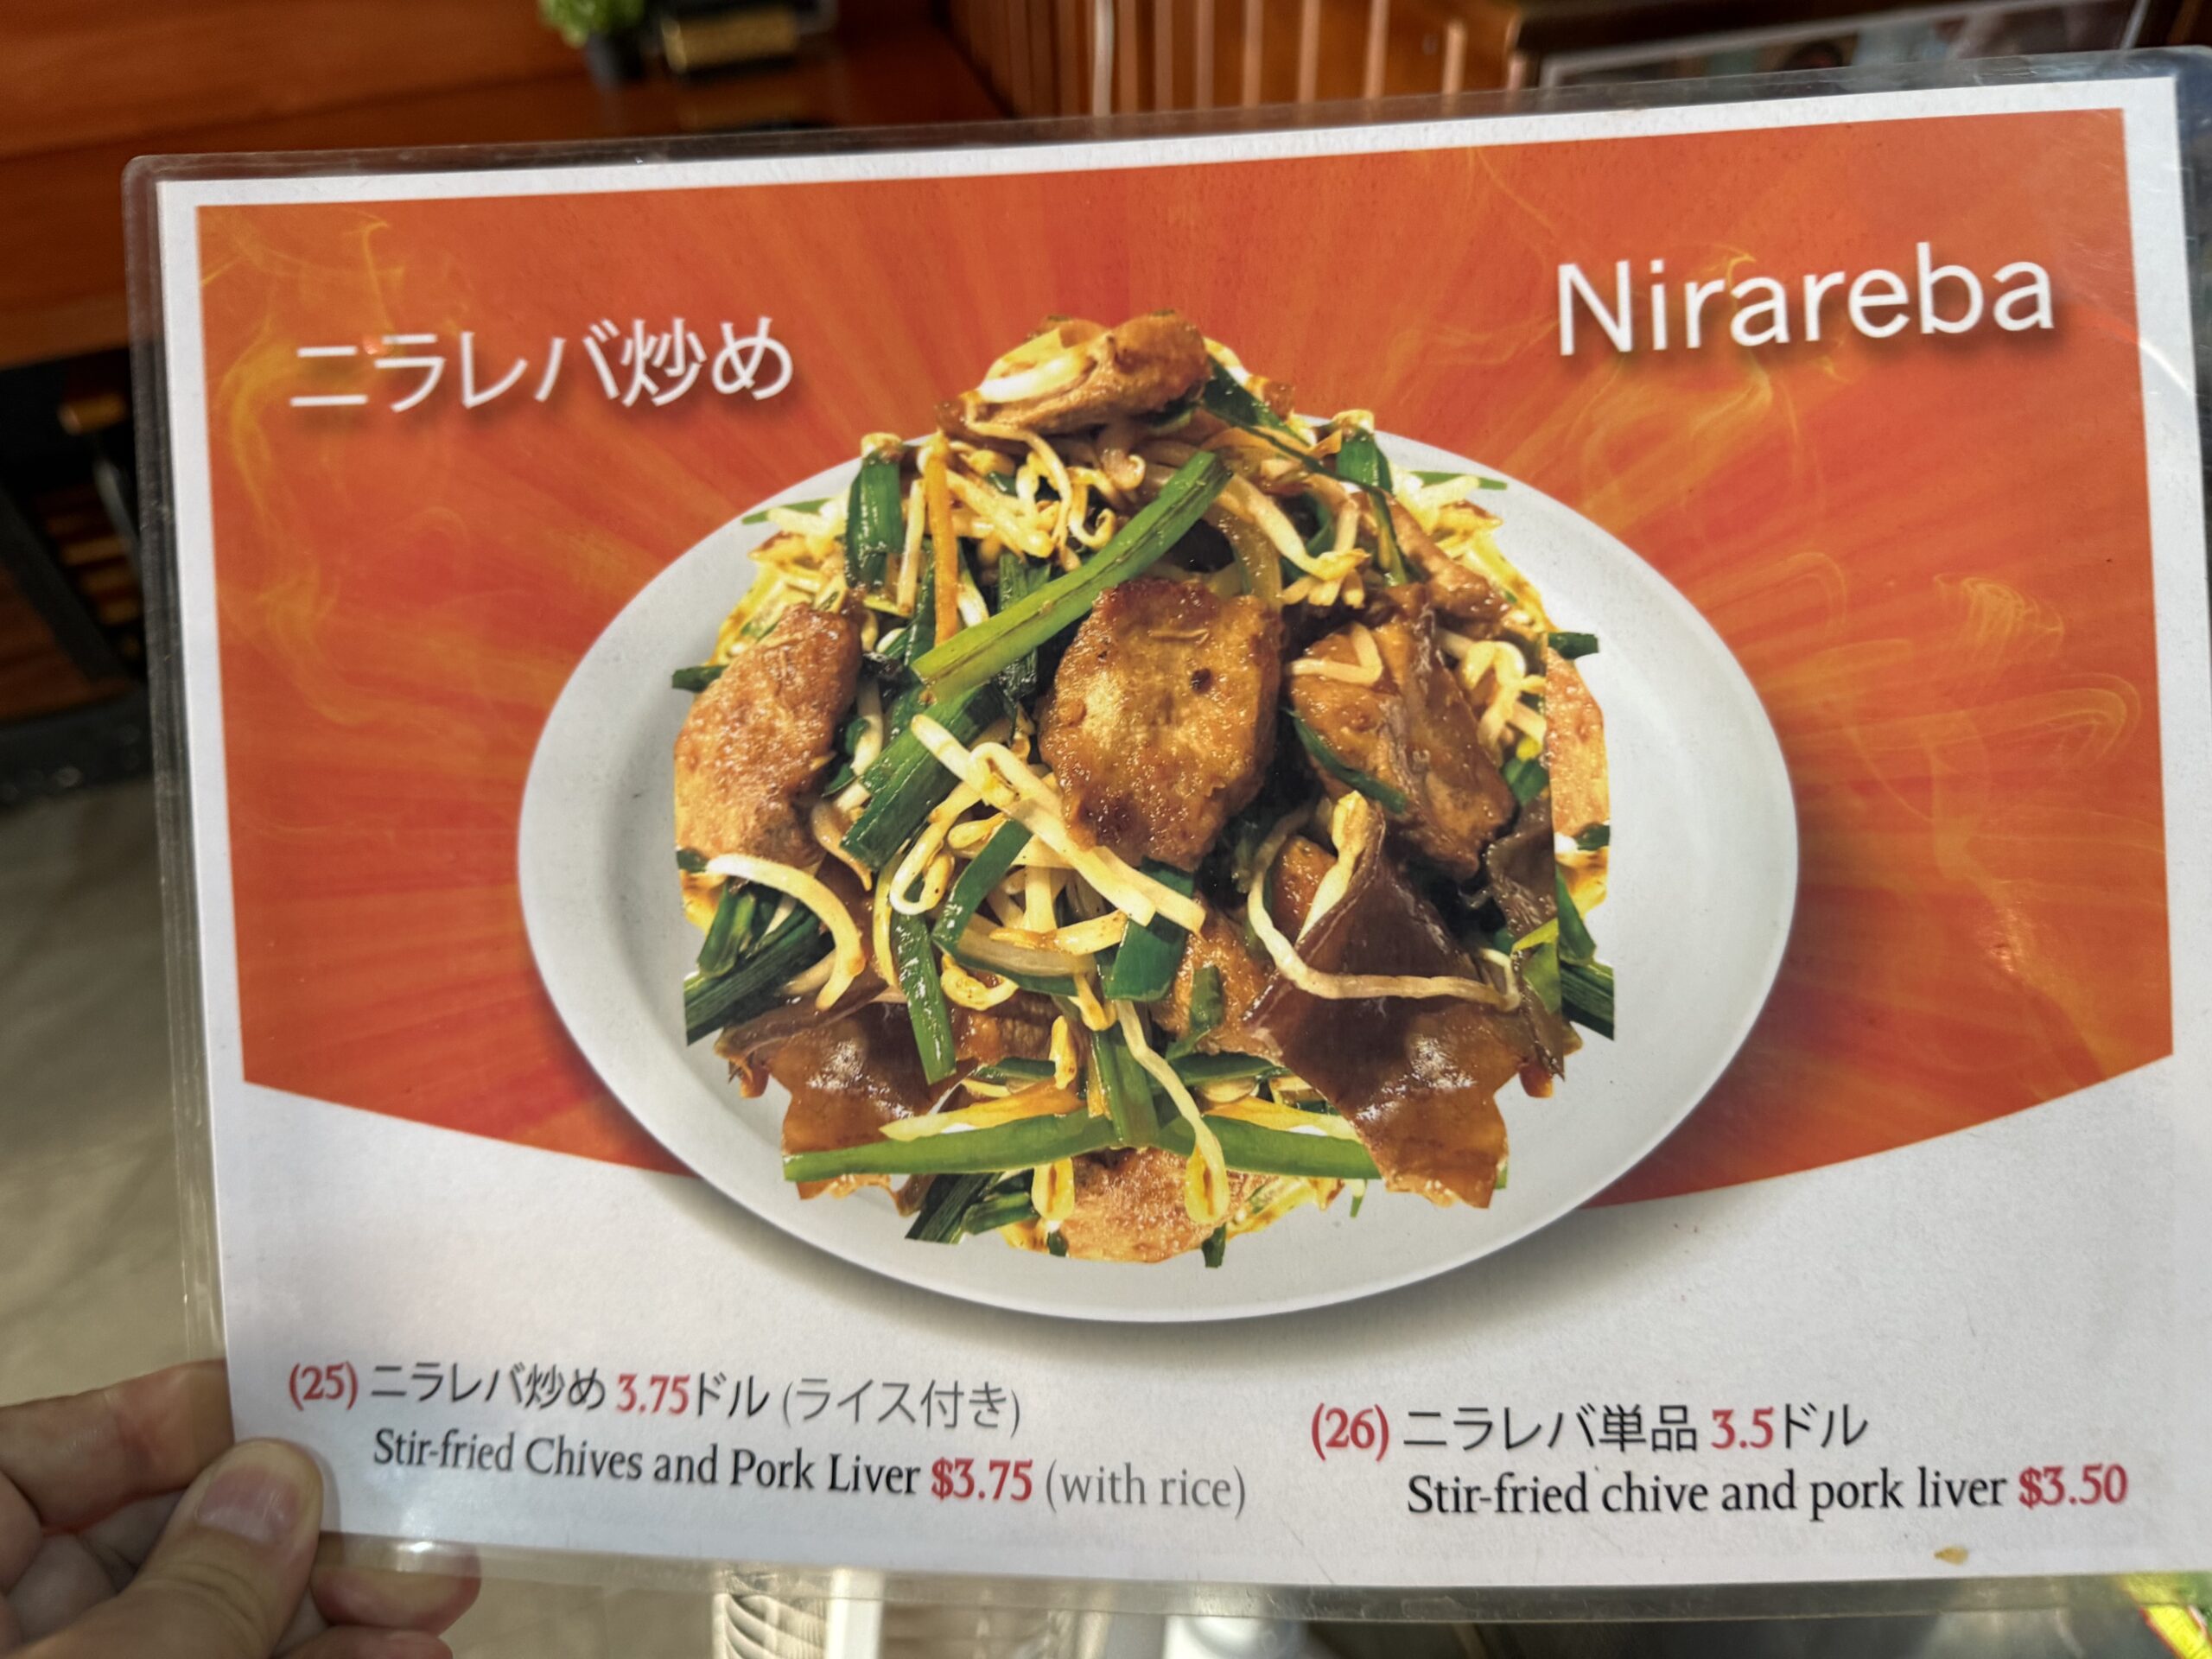 ニラレバ炒め
Nirareba
(25) ニラレバ炒め 3.75ドル (ライス付き)
Stir-fried Chives and Pork Liver $3.75 (with rice)
(26) ニラレバ単品 3.5ドル
Stir-fried chive and pork liver $3.50